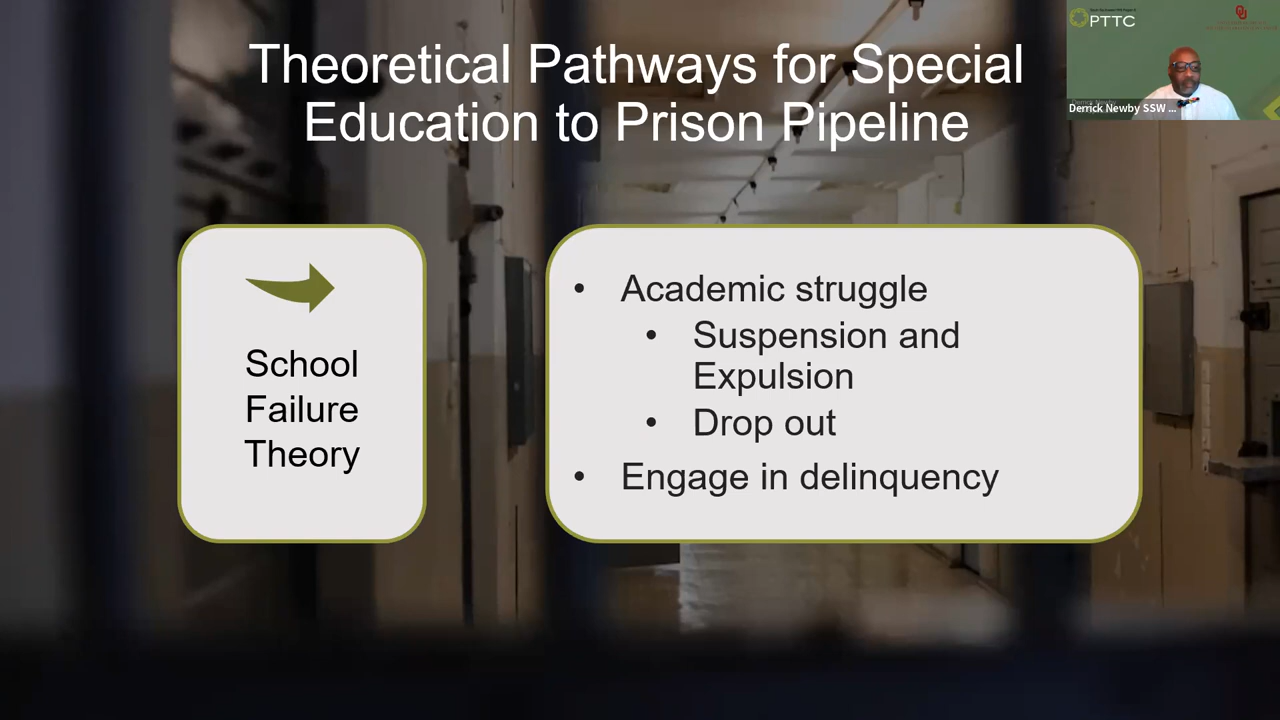 Theoretical Pathways for Special
Education to Prison Pipeline
PTTC
Derrick Newby SSW ...
School
Failure
Theory
• Academic struggle
• Suspension and
Expulsion
• Drop out
• Engage in delinquency